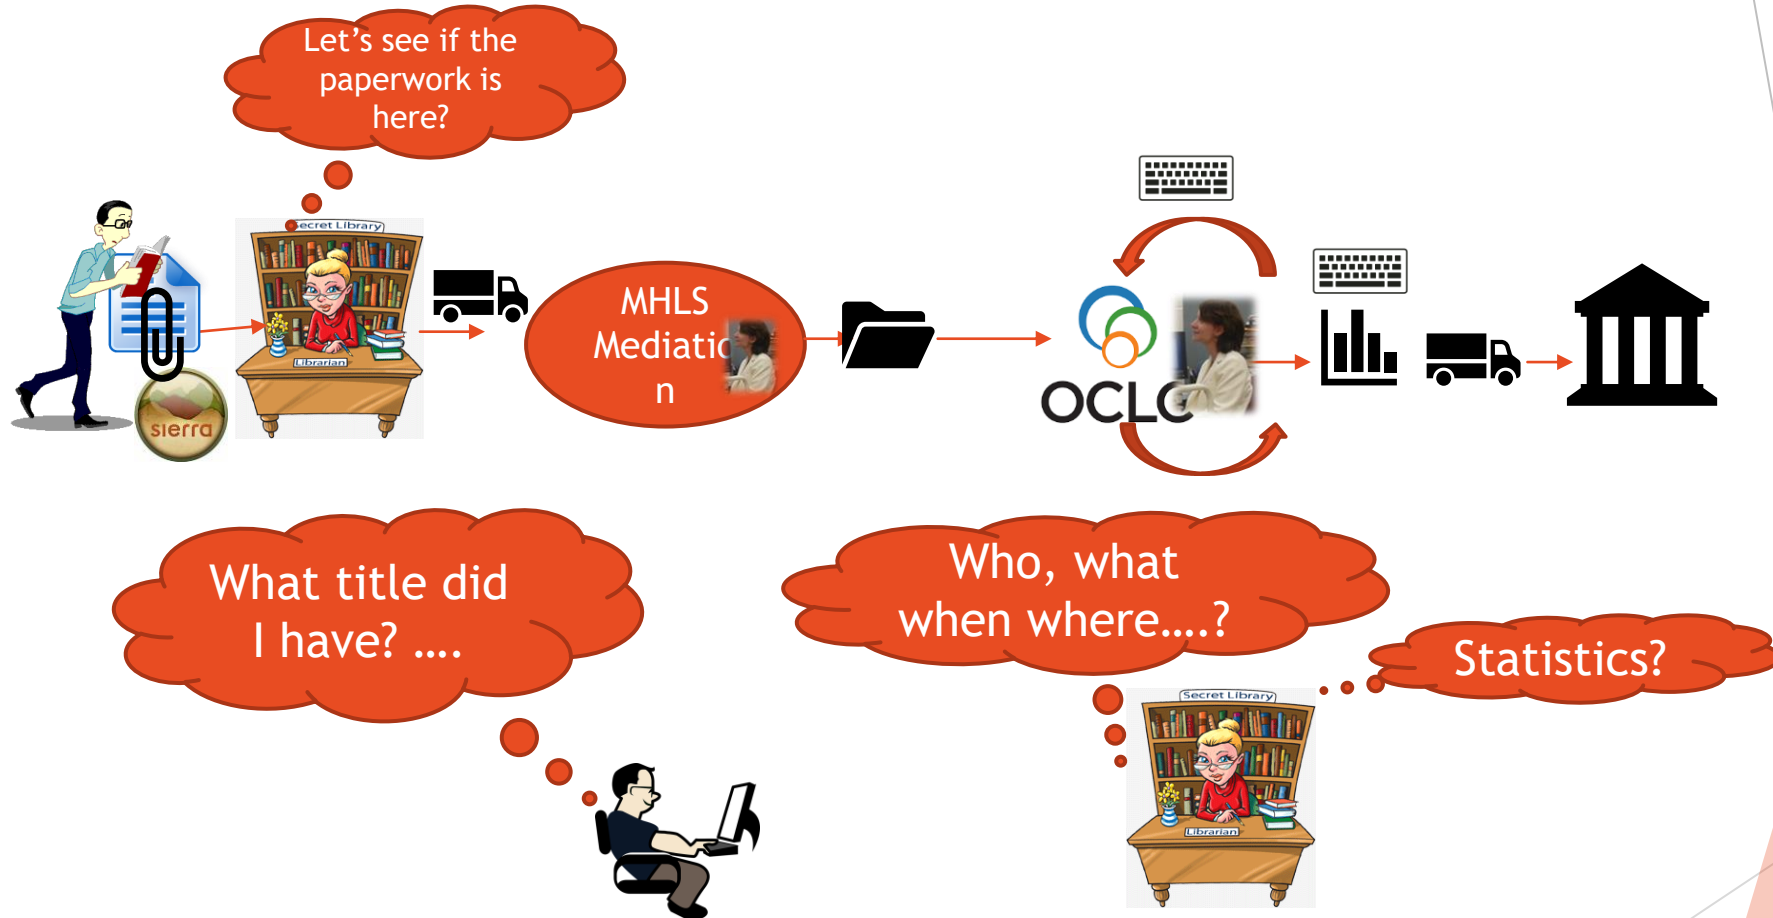 Let's see if the
paperwork is
here?
Secret Library
Librarian
sierra
MHLS
Mediatio
n
OCLC
What title did
I have? ....
Who, what
when where....?
Statistics?
Secret Library
Librarian